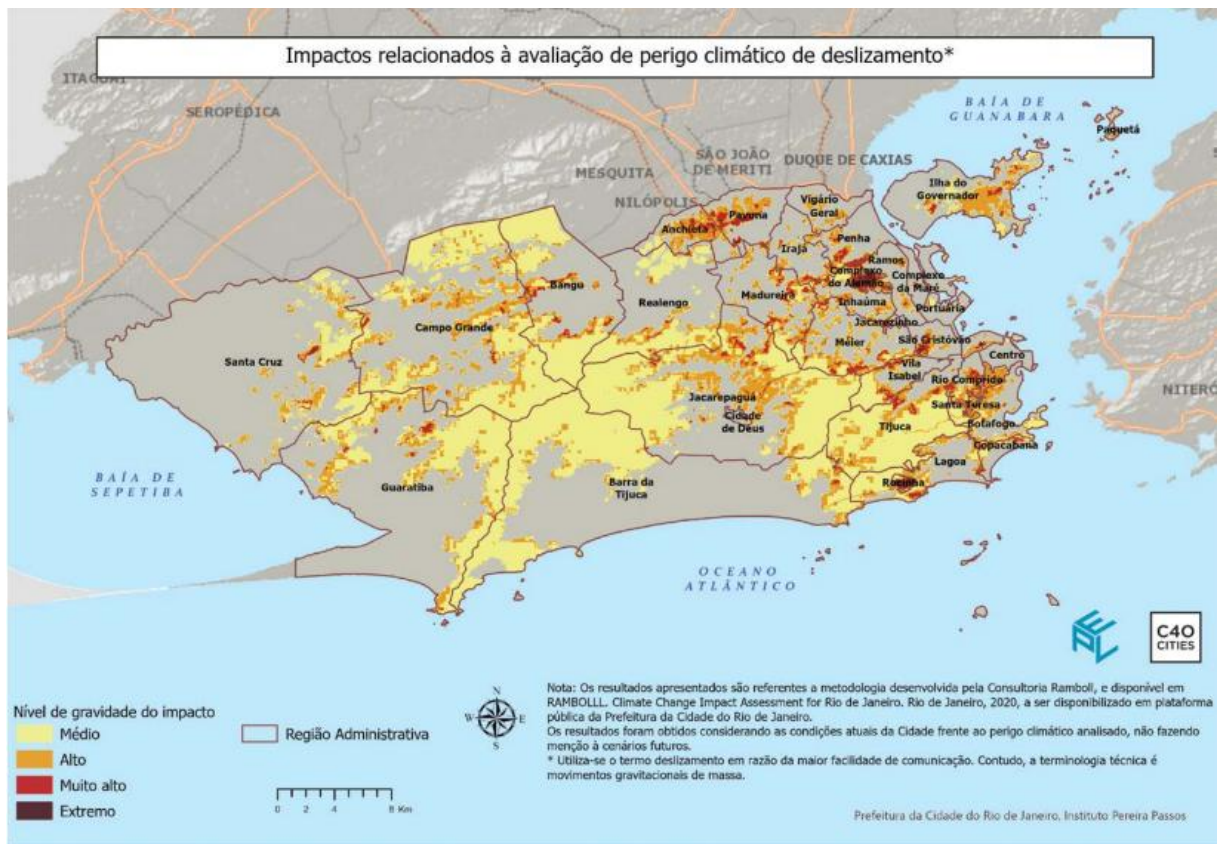 Impactos relacionados à avaliação de perigo climático de deslizamento*
ITAGUAÍ
SEROPÉDICA
BAÍA DE
GUANABARA
Paquetá
MESQUITA
SÃO JOÃO
DE MERITI
DUQUE DE CAXIAS
NILÓPOLIS
Ilha do
Governador
Vigário
Geral
Pavuna
Anchieta
Penha
Irajá
Ramos
Complexo
do Alemão
Complexo
da Maré
Bangu
Realengo
Madureira
Inhaúma
Portuária
Campo Grande
Jacarezinho
Méier
São Cristóvão
Santa Cruz
Vila
Isabel
Centro
Rio Comprido
NITERÓ
Jacarepaguá
Santa Teresa
Cidade
de Deus
Tijuca
Botafogo
Copacabana
Lagoa
BAÍA DE
SEPETIBA
Guaratiba
Barra da
Tijuca
Rocinha
OCEANO
ATLÂNTICO
EPL
C40
CITIES
Nível de gravidade do impacto
Médio
Alto
Muito alto
Extremo
Região Administrativa
0 2 4 8 Km
N
W E
S
Nota: Os resultados apresentados são referentes a metodologia desenvolvida pela Consultoria Ramboll, e disponível em
RAMBOLLL. Climate Change Impact Assessment for Rio de Janeiro. Rio de Janeiro, 2020, a ser disponibilizado em plataforma
pública da Prefeitura da Cidade do Rio de Janeiro.
Os resultados foram obtidos considerando as condições atuais da Cidade frente ao perigo climático analisado, não fazendo
menção à cenários futuros.
* Utiliza-se o termo deslizamento em razão da maior facilidade de comunicação. Contudo, a terminologia técnica é
movimentos gravitacionais de massa.
Prefeitura da Cidade do Rio de Janeiro. Instituto Pereira Passos